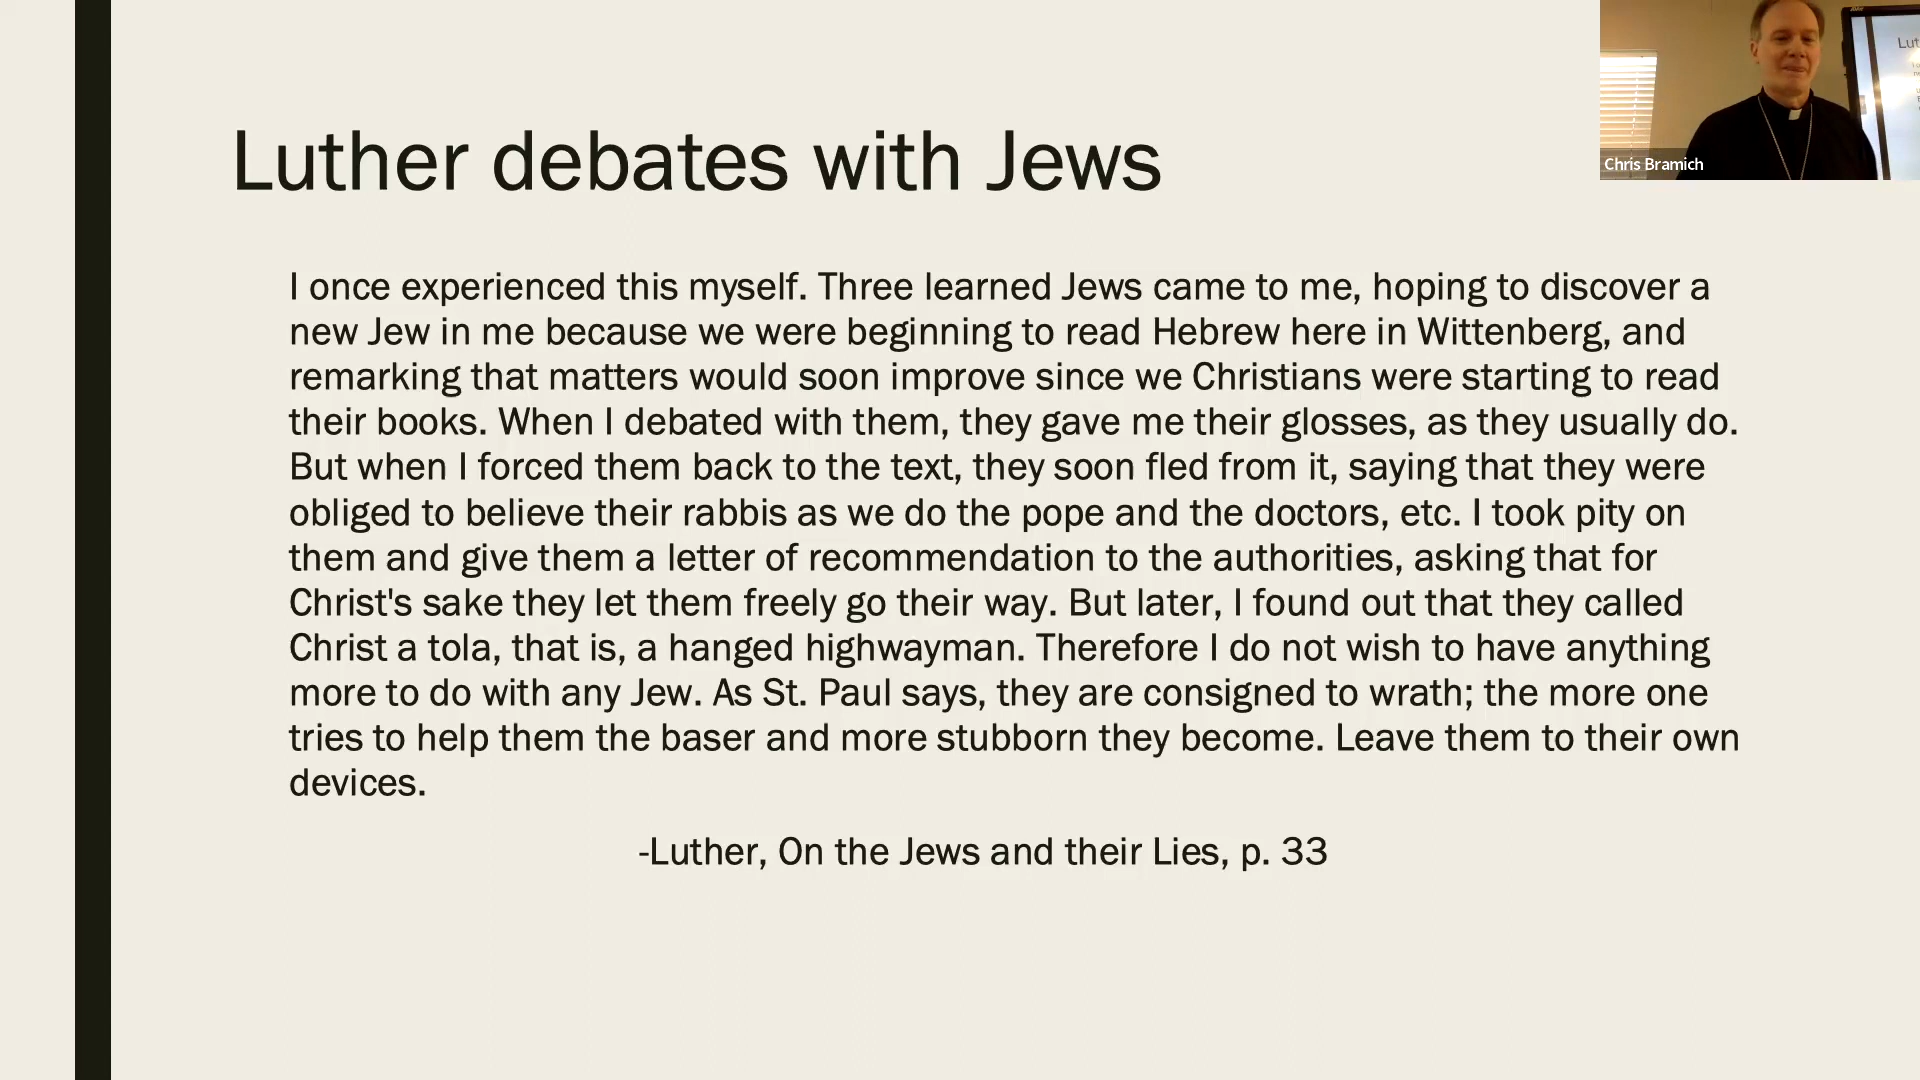 Luther debates with Jews
I once experienced this myself. Three learned Jews came to me, hoping to discover a
new Jew in me because we were beginning to read Hebrew here in Wittenberg, and
remarking that matters would soon improve since we Christians were starting to read
their books. When I debated with them, they gave me their glosses, as they usually do.
But when I forced them back to the text, they soon fled from it, saying that they were
obliged to believe their rabbis as we do the pope and the doctors, etc. I took pity on
them and give them a letter of recommendation to the authorities, asking that for
Christ's sake they let them freely go their way. But later, I found out that they called
Christ a tola, that is, a hanged highwayman. Therefore I do not wish to have anything
more to do with any Jew. As St. Paul says, they are consigned to wrath; the more one
tries to help them the baser and more stubborn they become. Leave them to their own
devices.
-Luther, On the Jews and their Lies, p. 33
Chris Bramich
Lut